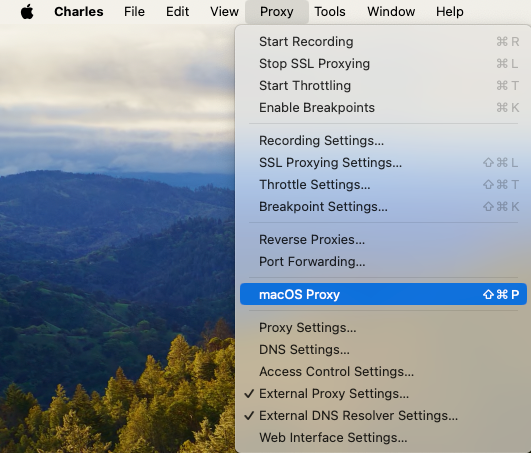 Charles File Edit View Proxy Tools Window Help
Start Recording ⌘ R
Stop SSL Proxying ⌘ L
Start Throttling ⌘ T
Enable Breakpoints ⌘ K
Recording Settings...
SSL Proxying Settings... ⇧ ⌘ L
Throttle Settings... ⇧ ⌘ T
Breakpoint Settings... ⇧ ⌘ K
Reverse Proxies...
Port Forwarding...
macOS Proxy ⇧ ⌘ P
Proxy Settings...
DNS Settings...
Access Control Settings...
✓ External Proxy Settings...
✓ External DNS Resolver Settings...
Web Interface Settings...